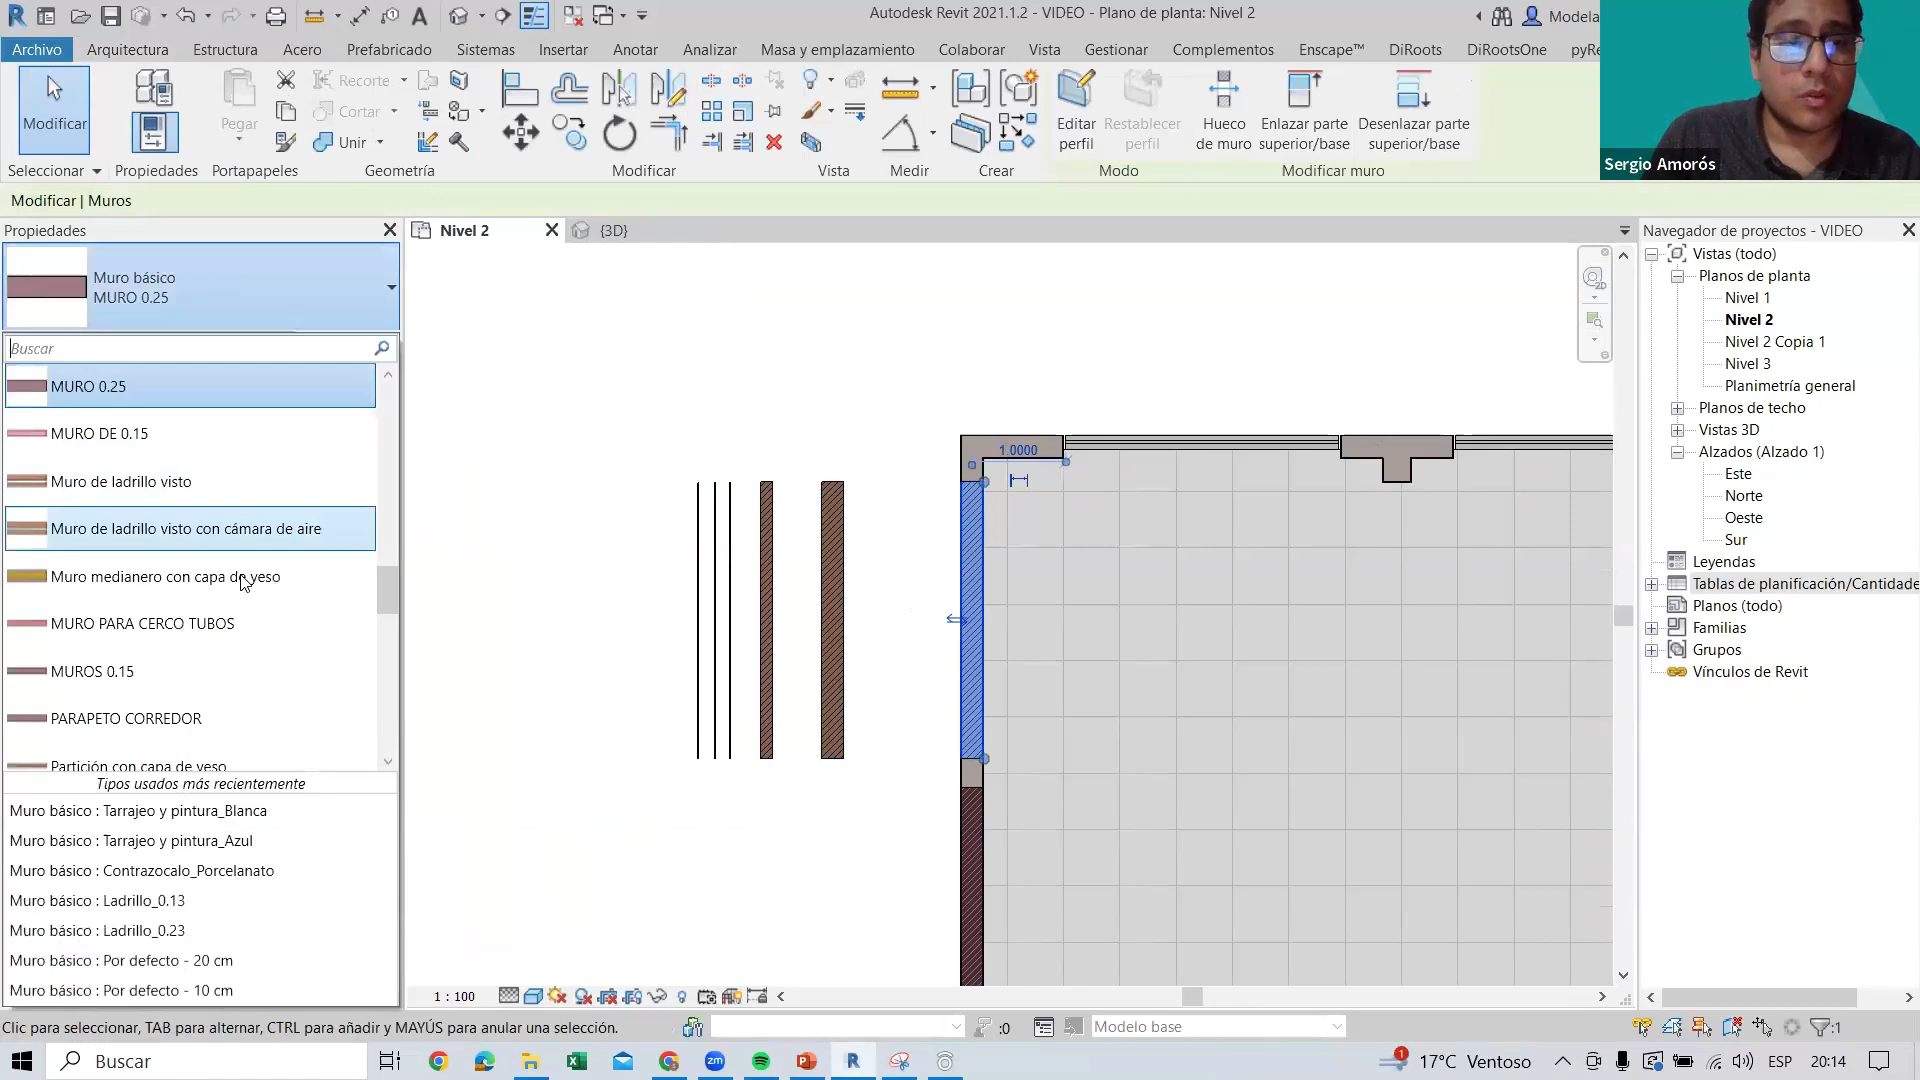 Autodesk Revit 2021.1.2 - VIDEO - Plano de planta: Nivel 2
Modela
Archivo Arquitectura Estructura Acero Prefabricado Sistemas Insertar Anotar Analizar Masa y emplazamiento Colaborar Vista Gestionar Complementos Enscape™ DiRoots DiRootsOne pyRe
Modificar
Pegar
Recorte
Cortar
Unir
Editar perfil
Restablecer perfil
Hueco de muro
Enlazar parte superior/base
Desenlazar parte superior/base
Seleccionar Propiedades Portapapeles Geometría Modificar Vista Medir Crear Modo Modificar muro
Sergio Amorós
Modificar | Muros
Propiedades
Muro básico
MURO 0.25
Buscar
MURO 0.25
MURO DE 0.15
Muro de ladrillo visto
Muro de ladrillo visto con cámara de aire
Muro medianero con capa de yeso
MURO PARA CERCO TUBOS
MUROS 0.15
PARAPETO CORREDOR
Partición con capa de yeso
Tipos usados más recientemente
Muro básico : Tarrajeo y pintura_Blanca
Muro básico : Tarrajeo y pintura_Azul
Muro básico : Contrazocalo_Porcelanato
Muro básico : Ladrillo_0.13
Muro básico : Ladrillo_0.23
Muro básico : Por defecto - 20 cm
Muro básico : Por defecto - 10 cm
Nivel 2
{3D}
1.0000
2D
1 : 100
Navegador de proyectos - VIDEO
Vistas (todo)
Planos de planta
Nivel 1
Nivel 2
Nivel 2 Copia 1
Nivel 3
Planimetría general
Planos de techo
Vistas 3D
Alzados (Alzado 1)
Este
Norte
Oeste
Sur
Leyendas
Tablas de planificación/Cantidade
Planos (todo)
Familias
Grupos
Vínculos de Revit
Clic para seleccionar, TAB para alternar, CTRL para añadir y MAYÚS para anular una selección.
:0
Modelo base
:1
Buscar
zm
1
17°C Ventoso
ESP
20:14